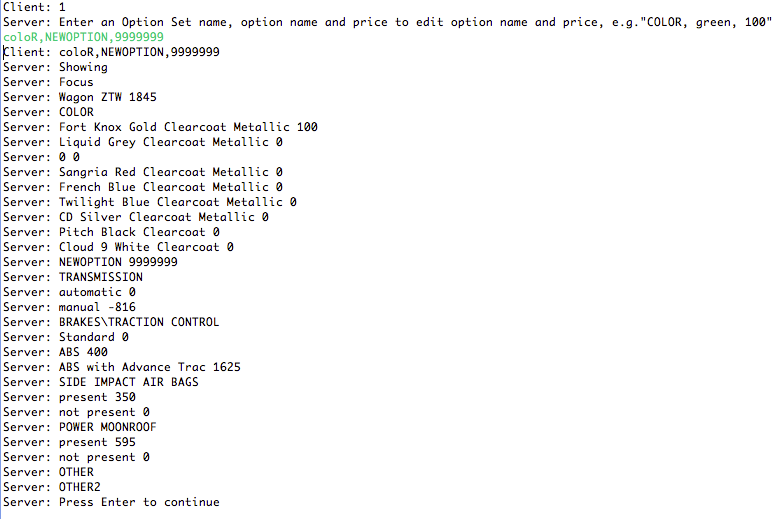 Client: 1
Server: Enter an Option Set name, option name and price to edit option name and price, e.g."COLOR, green, 100"
coloR,NEWOPTION,9999999
Client: coloR,NEWOPTION,9999999
Server: Showing
Server: Focus
Server: Wagon ZTW 1845
Server: COLOR
Server: Fort Knox Gold Clearcoat Metallic 100
Server: Liquid Grey Clearcoat Metallic 0
Server: 0 0
Server: Sangria Red Clearcoat Metallic 0
Server: French Blue Clearcoat Metallic 0
Server: Twilight Blue Clearcoat Metallic 0
Server: CD Silver Clearcoat Metallic 0
Server: Pitch Black Clearcoat 0
Server: Cloud 9 White Clearcoat 0
Server: NEWOPTION 9999999
Server: TRANSMISSION
Server: automatic 0
Server: manual -816
Server: BRAKES\TRACTION CONTROL
Server: Standard 0
Server: ABS 400
Server: ABS with Advance Trac 1625
Server: SIDE IMPACT AIR BAGS
Server: present 350
Server: not present 0
Server: POWER MOONROOF
Server: present 595
Server: not present 0
Server: OTHER
Server: OTHER2
Server: Press Enter to continue